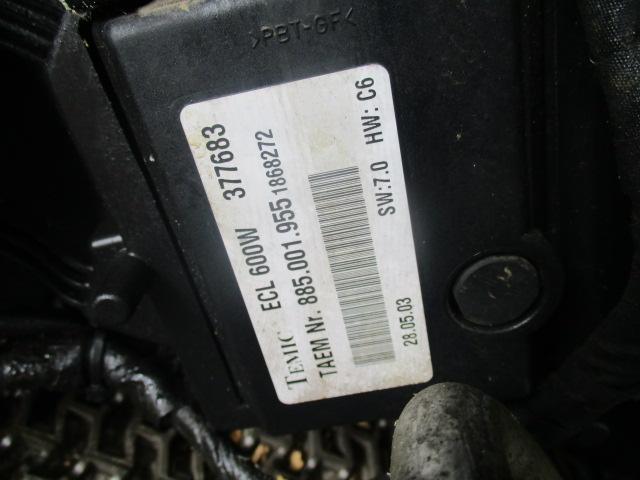 >PBT-GF<
TEMIC ECL 600W 377683
TAEM Nr. 885.001.955 1868272
SW:7.0 HW: C6
28.05.03